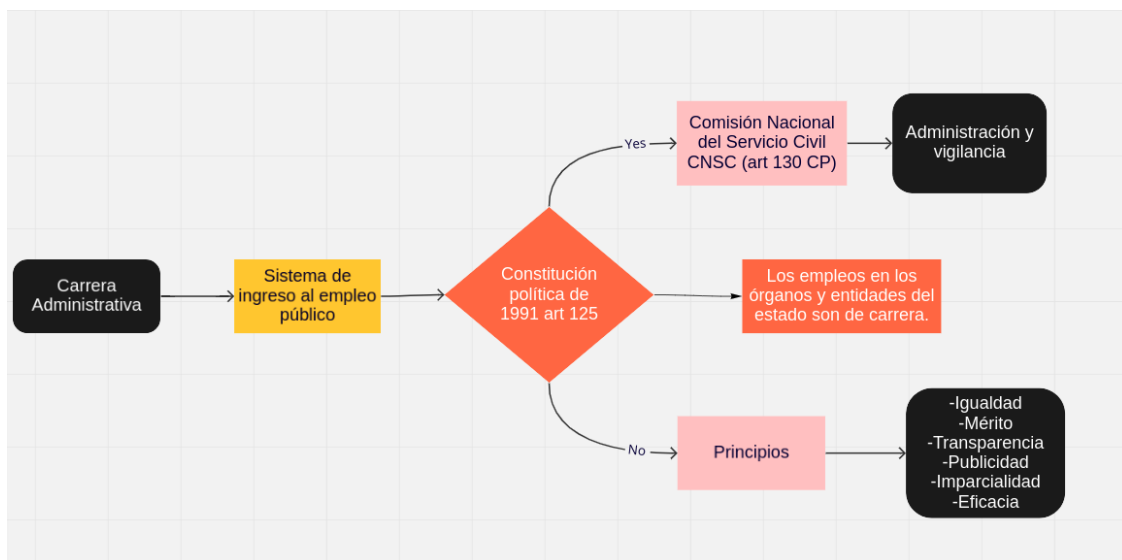 Carrera
Administrativa
Sistema de
ingreso al empleo
público
Constitución
política de
1991 art 125
Yes
Comisión Nacional
del Servicio Civil
CNSC (art 130 CP)
Administración y
vigilancia
Los empleos en los
órganos y entidades del
estado son de carrera.
No
Principios
-Igualdad
-Mérito
-Transparencia
-Publicidad
-Imparcialidad
-Eficacia